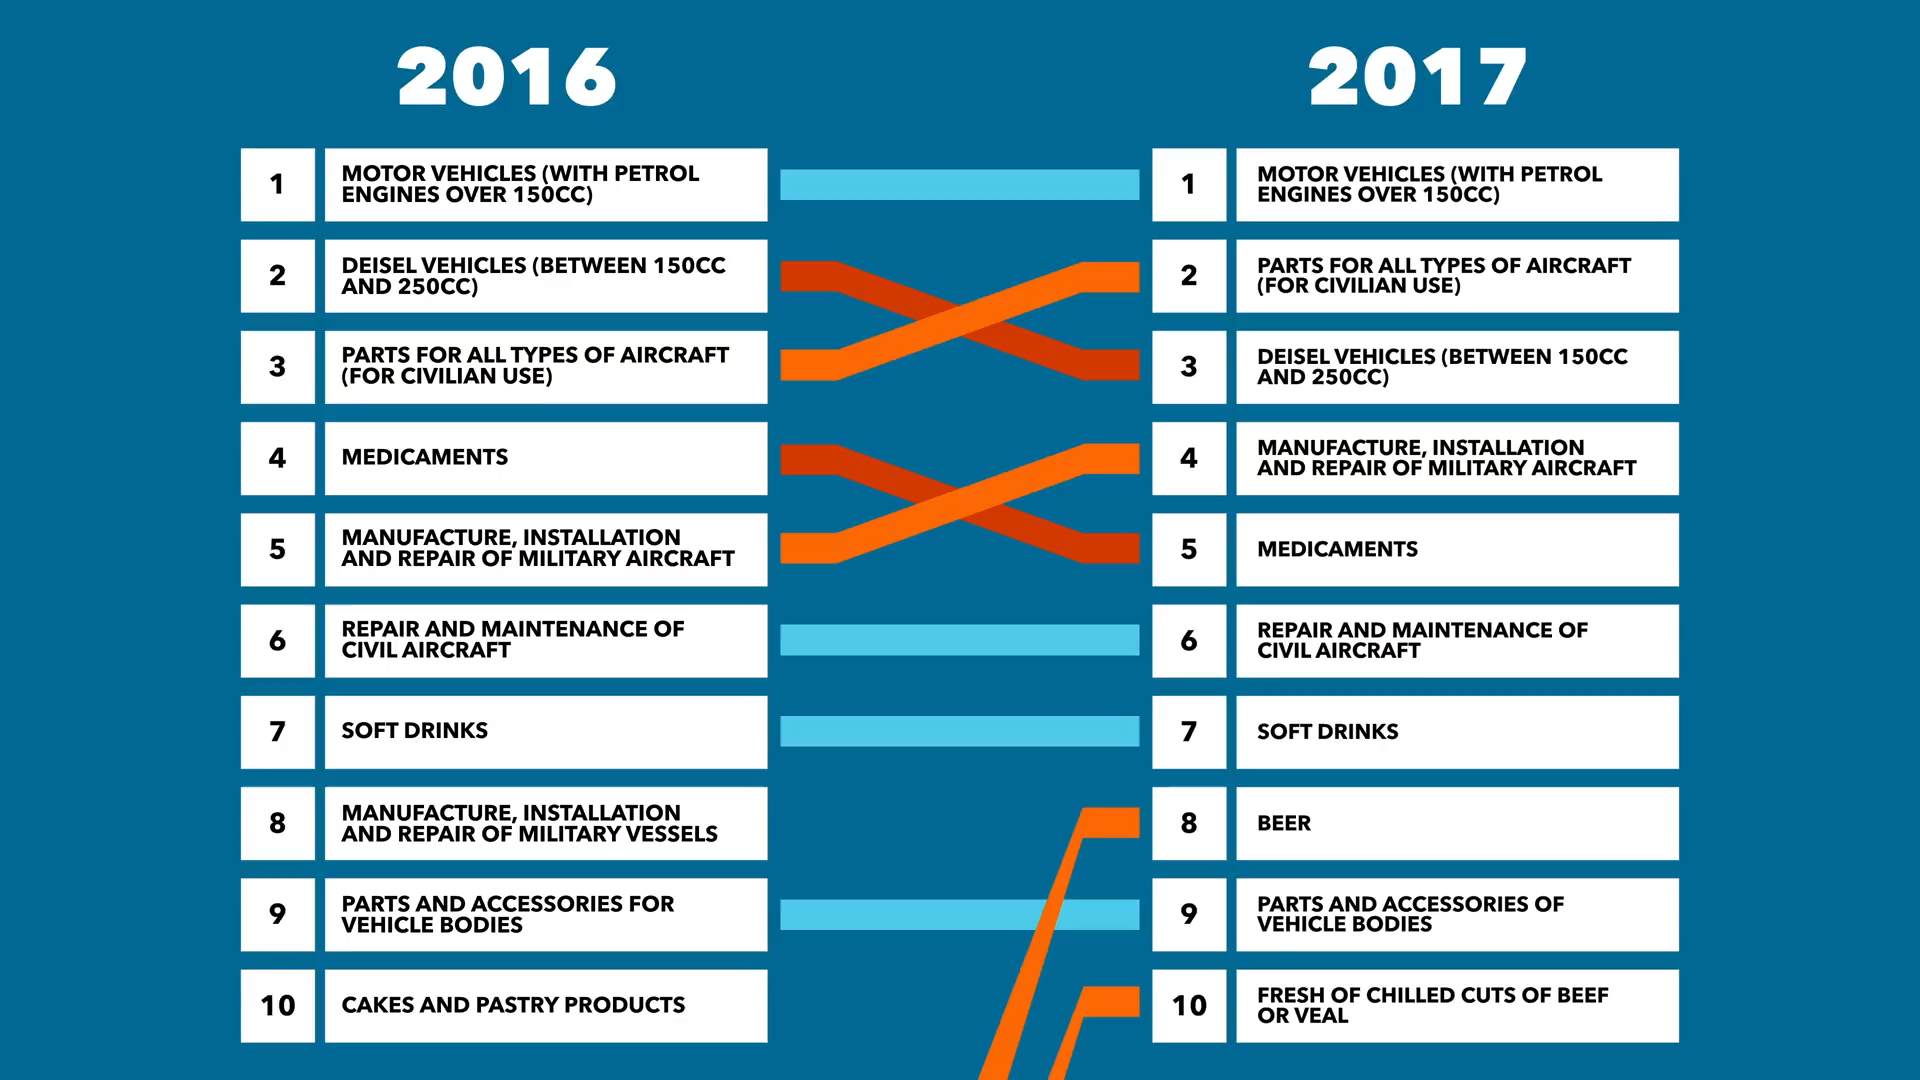 2016
2017
1
MOTOR VEHICLES (WITH PETROL
ENGINES OVER 150CC)
2
DEISEL VEHICLES (BETWEEN 150CC
AND 250CC)
3
PARTS FOR ALL TYPES OF AIRCRAFT
(FOR CIVILIAN USE)
4
MEDICAMENTS
5
MANUFACTURE, INSTALLATION
AND REPAIR OF MILITARY AIRCRAFT
6
REPAIR AND MAINTENANCE OF
CIVIL AIRCRAFT
7
SOFT DRINKS
8
MANUFACTURE, INSTALLATION
AND REPAIR OF MILITARY VESSELS
9
PARTS AND ACCESSORIES FOR
VEHICLE BODIES
10
CAKES AND PASTRY PRODUCTS
1
MOTOR VEHICLES (WITH PETROL
ENGINES OVER 150CC)
2
PARTS FOR ALL TYPES OF AIRCRAFT
(FOR CIVILIAN USE)
3
DEISEL VEHICLES (BETWEEN 150CC
AND 250CC)
4
MANUFACTURE, INSTALLATION
AND REPAIR OF MILITARY AIRCRAFT
5
MEDICAMENTS
6
REPAIR AND MAINTENANCE OF
CIVIL AIRCRAFT
7
SOFT DRINKS
8
BEER
9
PARTS AND ACCESSORIES OF
VEHICLE BODIES
10
FRESH OF CHILLED CUTS OF BEEF
OR VEAL